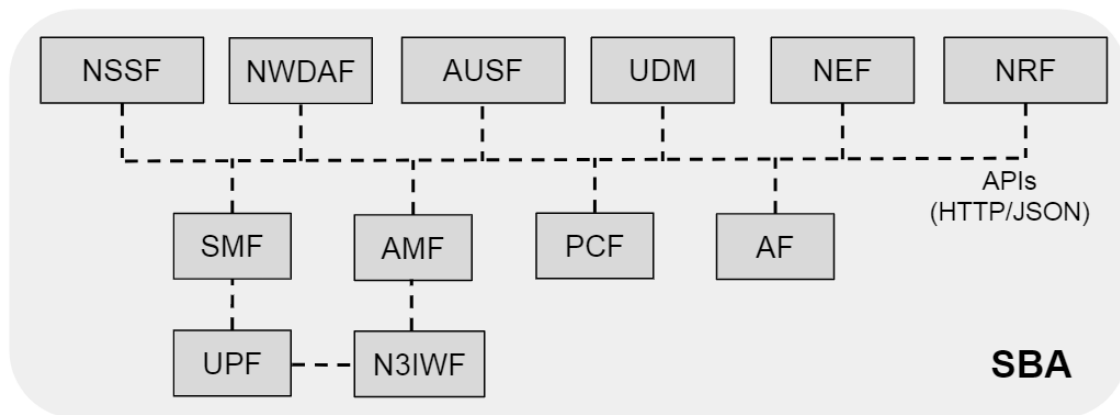 NSSF
NWDAF
AUSF
UDM
NEF
NRF
APIs
(HTTP/JSON)
SMF
AMF
PCF
AF
UPF
N3IWF
SBA